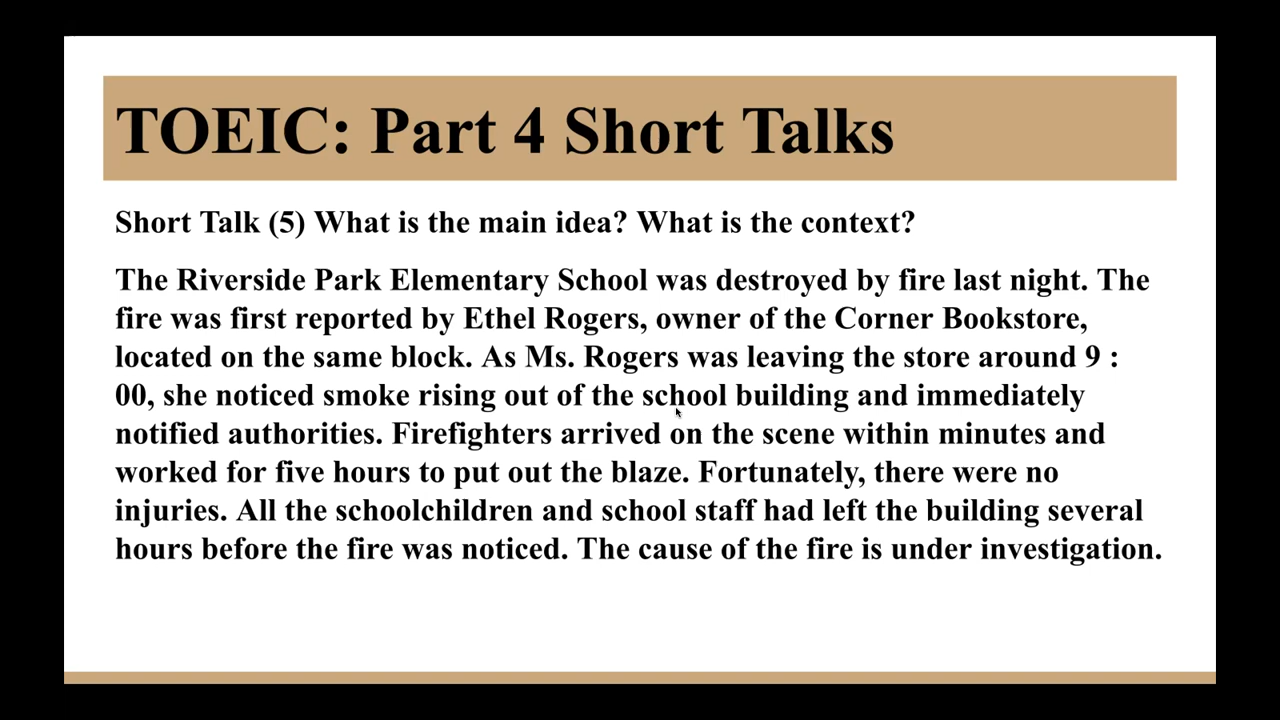 TOEIC: Part 4 Short Talks
Short Talk (5) What is the main idea? What is the context?
The Riverside Park Elementary School was destroyed by fire last night. The
fire was first reported by Ethel Rogers, owner of the Corner Bookstore,
located on the same block. As Ms. Rogers was leaving the store around 9 :
00, she noticed smoke rising out of the school building and immediately
notified authorities. Firefighters arrived on the scene within minutes and
worked for five hours to put out the blaze. Fortunately, there were no
injuries. All the schoolchildren and school staff had left the building several
hours before the fire was noticed. The cause of the fire is under investigation.